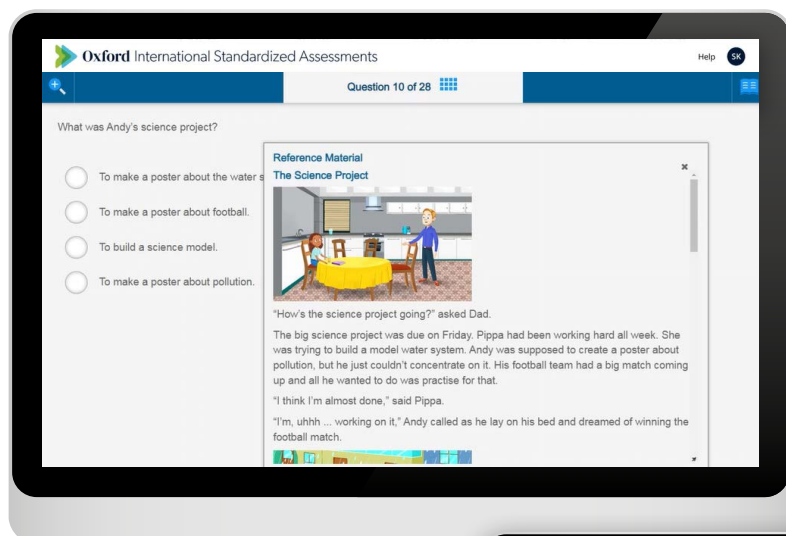 Oxford International Standardized Assessments
Help
SK
Question 10 of 28
What was Andy's science project?
To make a poster about the water s
To make a poster about football.
To build a science model.
To make a poster about pollution.
Reference Material
The Science Project
"How's the science project going?" asked Dad.
The big science project was due on Friday. Pippa had been working hard all week. She
was trying to build a model water system. Andy was supposed to create a poster about
pollution, but he just couldn't concentrate on it. His football team had a big match coming
up and all he wanted to do was practise for that.
"I think I'm almost done," said Pippa.
"I'm, uhhh ... working on it," Andy called as he lay on his bed and dreamed of winning the
football match.